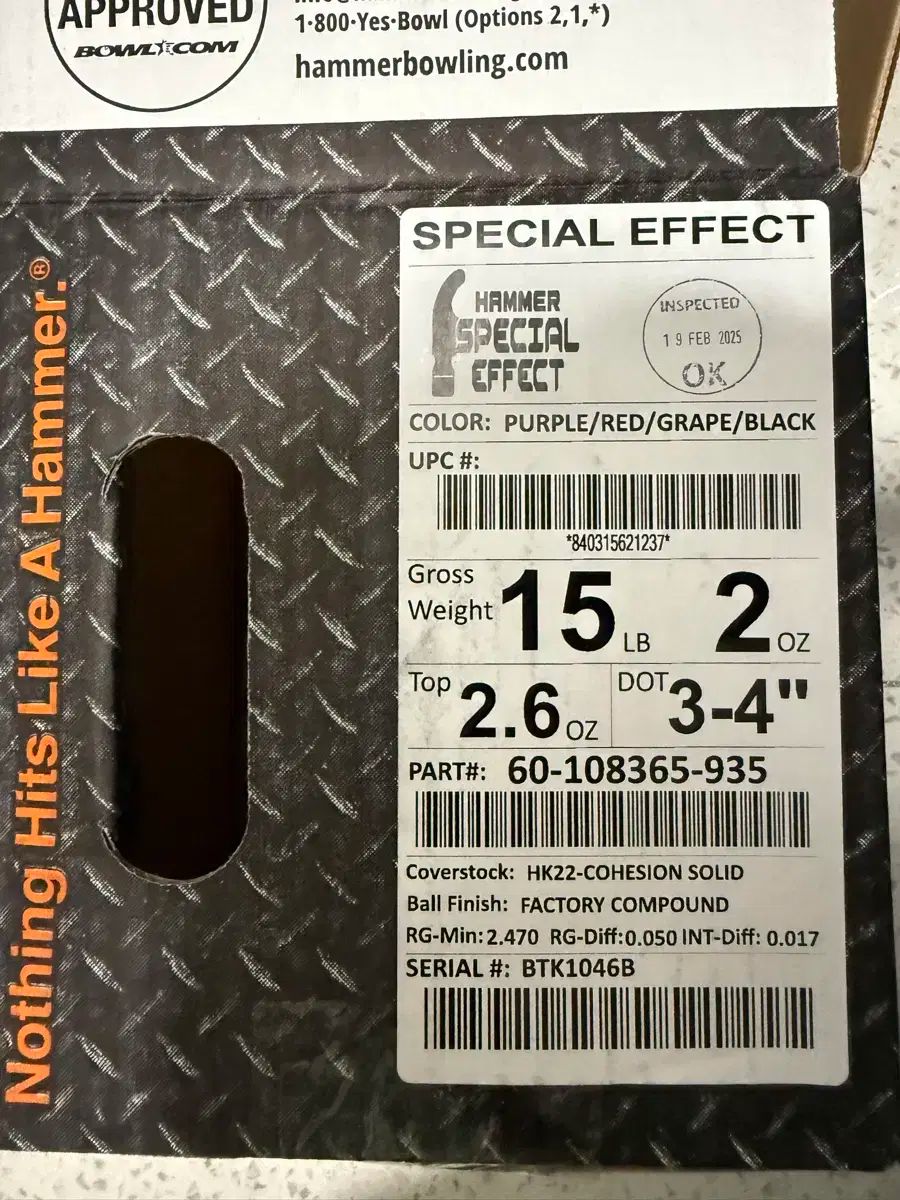 APPROVED
BOWL★COM
1·800·Yes·Bowl (Options 2,1,*)
hammerbowling.com
Nothing Hits Like A Hammer.®
SPECIAL EFFECT
HAMMER
SPECIAL
EFFECT
INSPECTED
19 FEB 2025
OK
COLOR: PURPLE/RED/GRAPE/BLACK
UPC #:
*840315621237*
Gross
Weight 15 LB 2 OZ
Top 2.6 OZ DOT 3-4"
PART#: 60-108365-935
Coverstock: HK22-COHESION SOLID
Ball Finish: FACTORY COMPOUND
RG-Min: 2.470 RG-Diff: 0.050 INT-Diff: 0.017
SERIAL #: BTK1046B